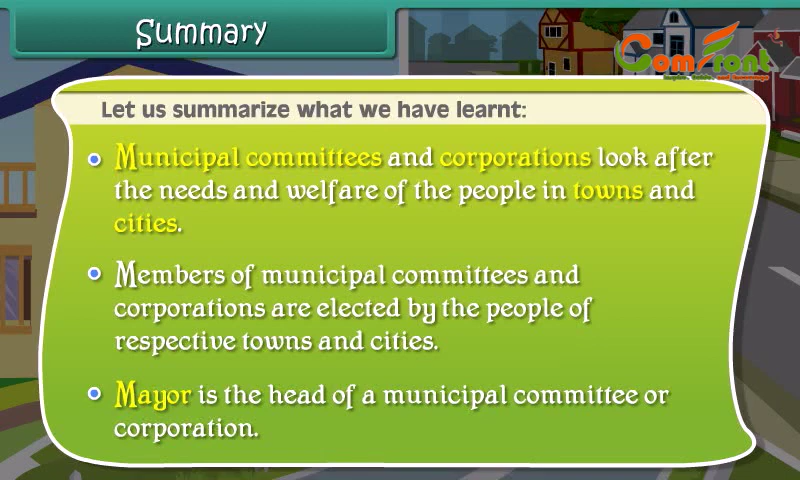 Summary
ComFront
Let us summarize what we have learnt:
Municipal committees and corporations look after
the needs and welfare of the people in towns and
cities.
Members of municipal committees and
corporations are elected by the people of
respective towns and cities.
Mayor is the head of a municipal committee or
corporation.